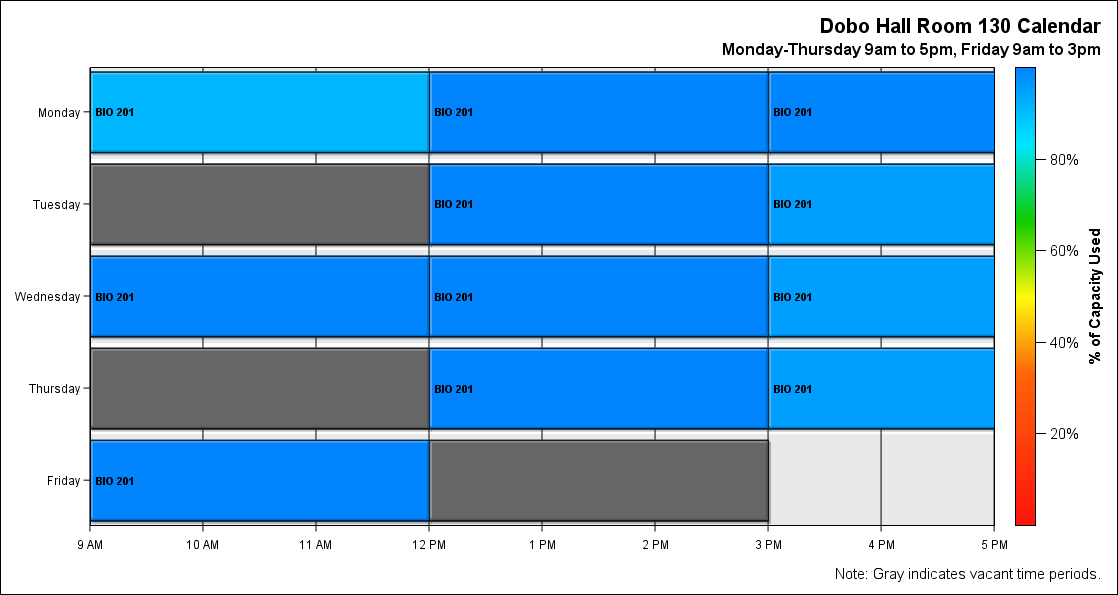 Dobo Hall Room 130 Calendar
Monday-Thursday 9am to 5pm, Friday 9am to 3pm
Monday BIO 201 BIO 201 BIO 201
Tuesday BIO 201 BIO 201
Wednesday BIO 201 BIO 201 BIO 201
Thursday BIO 201 BIO 201
Friday BIO 201
9 AM 10 AM 11 AM 12 PM 1 PM 2 PM 3 PM 4 PM 5 PM
80%
60%
40%
20%
% of Capacity Used
Note: Gray indicates vacant time periods.